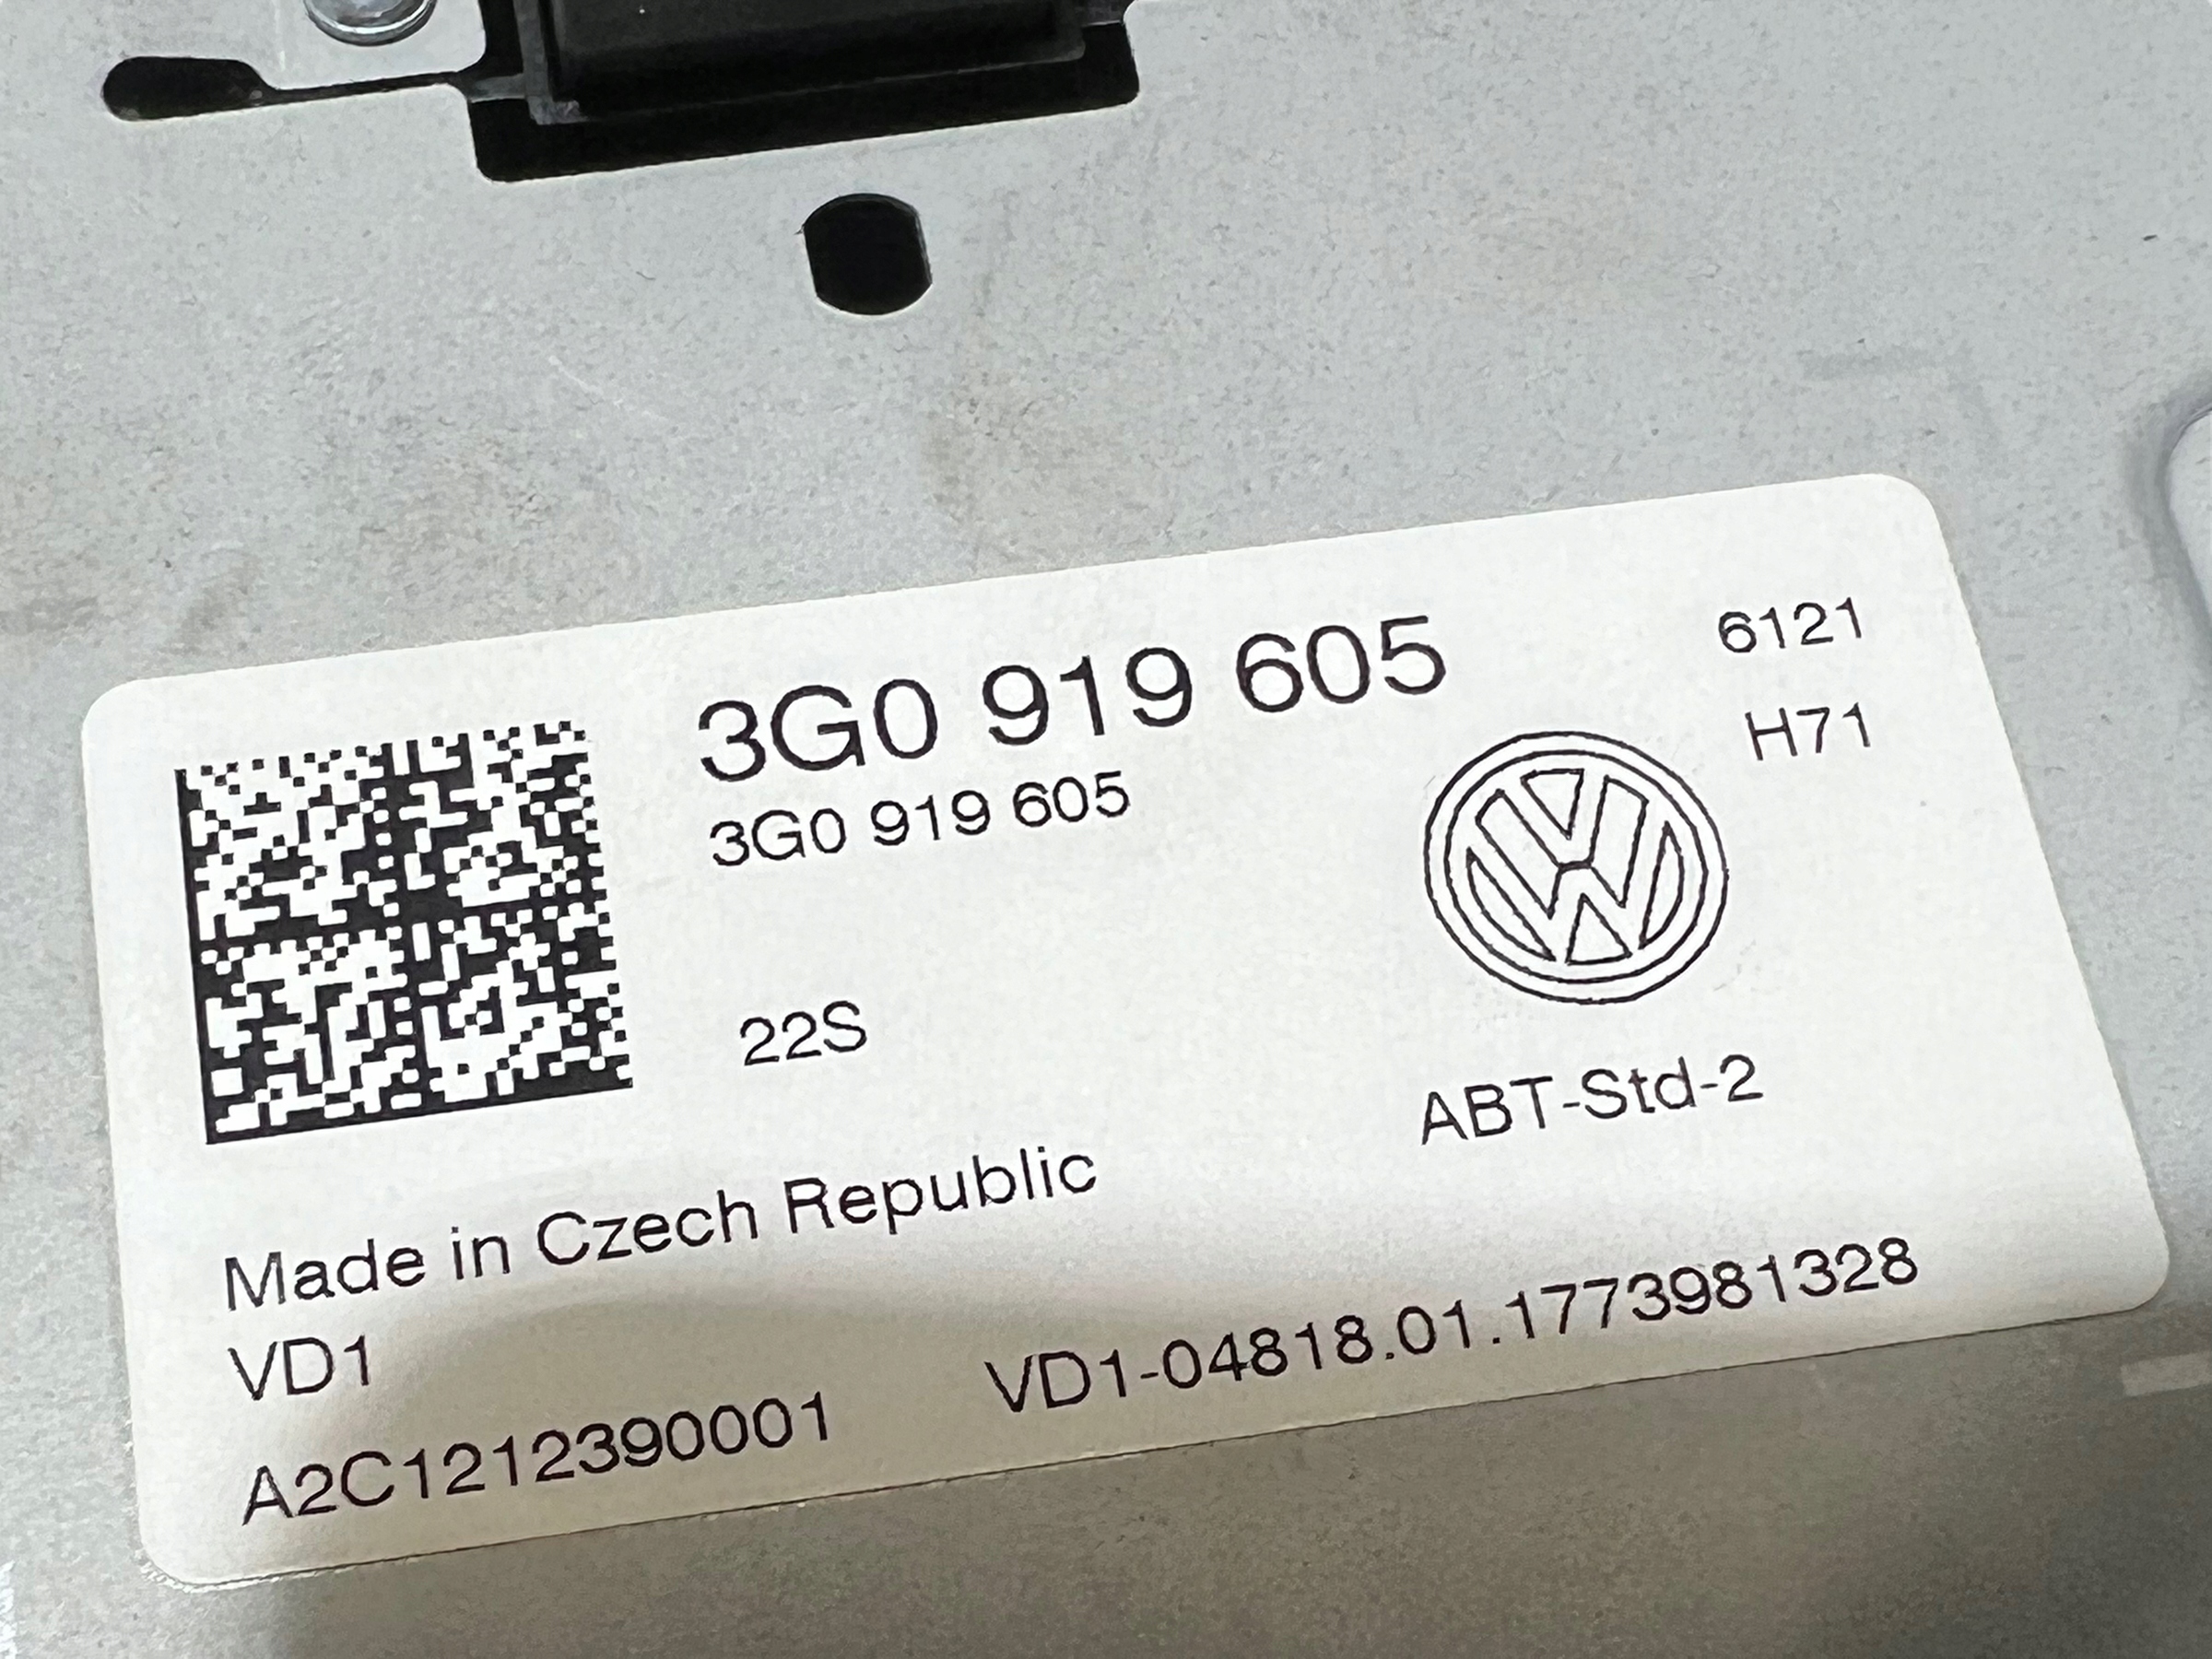 3G0 919 605
6121
3G0 919 605
H71
22S
ABT-Std-2
Made in Czech Republic
VD1
VD1-04818.01.1773981328
A2C1212390001